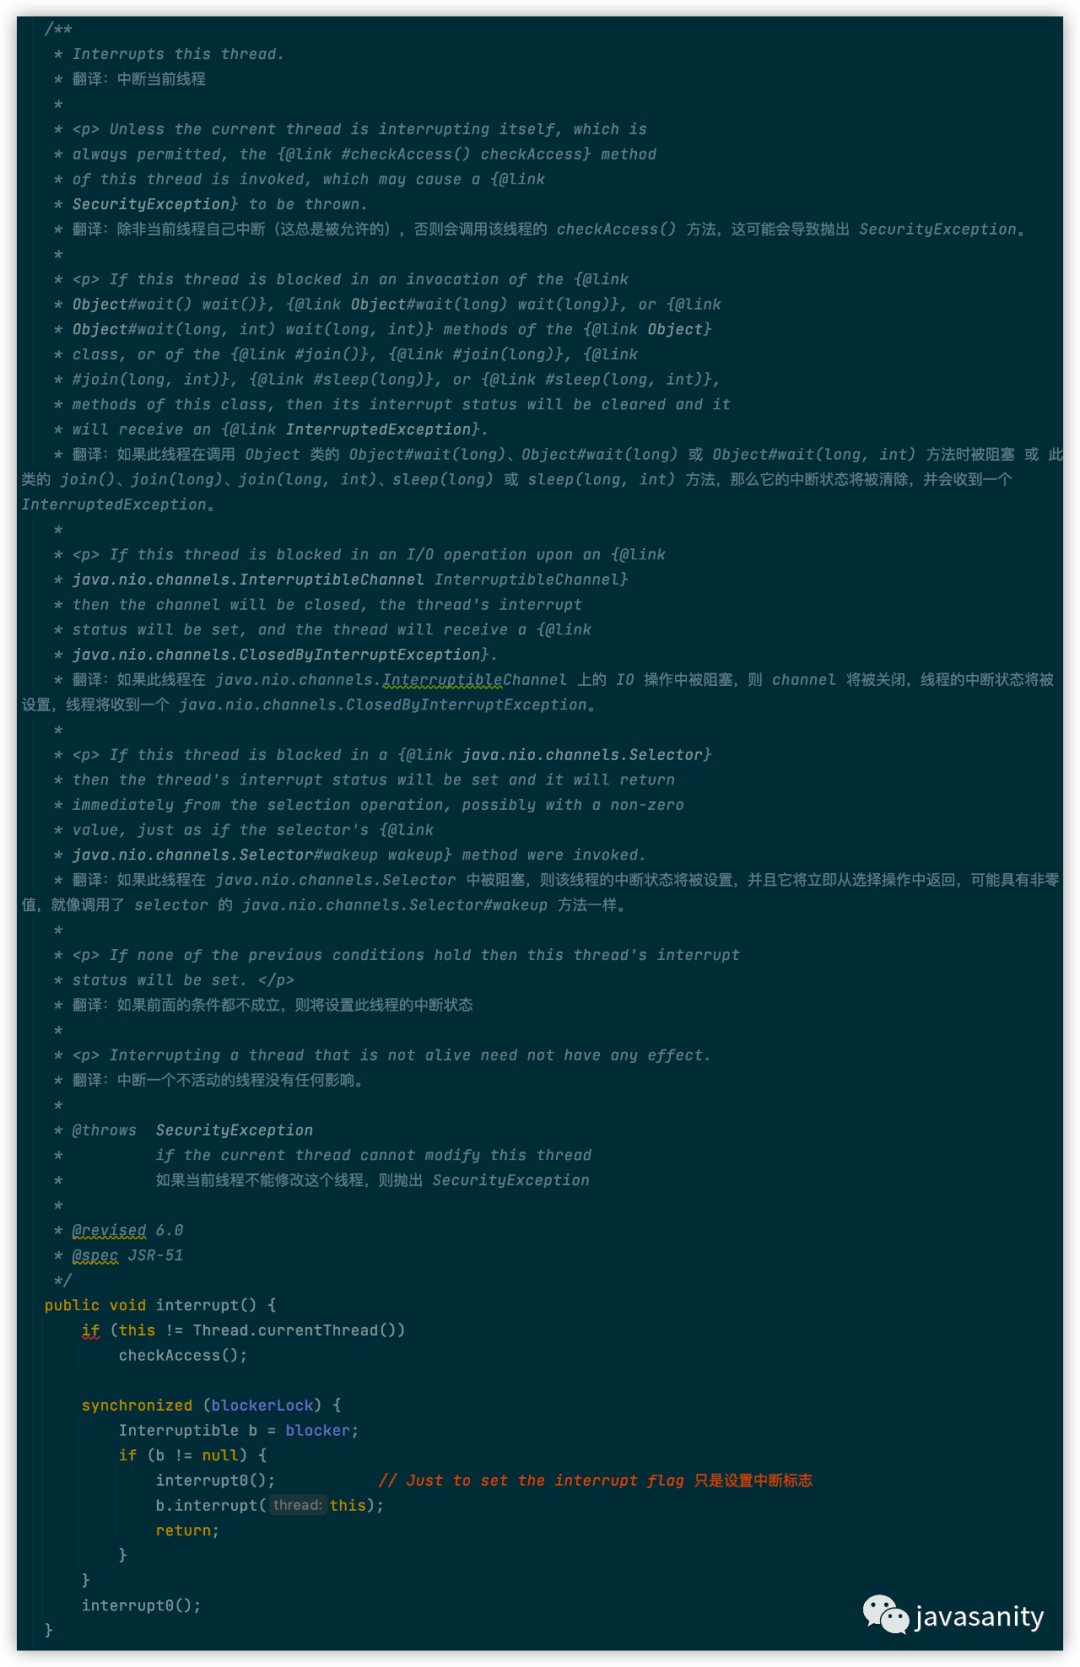 /**
* Interrupts this thread.
* 翻译：中断当前线程
*
* <p> Unless the current thread is interrupting itself, which is
* always permitted, the {@link #checkAccess() checkAccess} method
* of this thread is invoked, which may cause a {@link
* SecurityException} to be thrown.
* 翻译：除非当前线程自己中断（这总是被允许的），否则会调用该线程的 checkAccess() 方法，这可能会导致抛出 SecurityException。
*
* <p> If this thread is blocked in an invocation of the {@link
* Object#wait() wait()}, {@link Object#wait(long) wait(long)}, or {@link
* Object#wait(long, int) wait(long, int)} methods of the {@link Object}
* class, or of the {@link #join()}, {@link #join(long)}, {@link
* #join(long, int)}, {@link #sleep(long)}, or {@link #sleep(long, int)},
* methods of this class, then its interrupt status will be cleared and it
* will receive an {@link InterruptedException}.
* 翻译：如果此线程在调用 Object 类的 Object#wait(long)、Object#wait(long) 或 Object#wait(long, int) 方法时被阻塞 或 此
类的 join()、join(long)、join(long, int)、sleep(long) 或 sleep(long, int) 方法，那么它的中断状态将被清除，并会收到一个
InterruptedException。
*
* <p> If this thread is blocked in an I/O operation upon an {@link
* java.nio.channels.InterruptibleChannel InterruptibleChannel}
* then the channel will be closed, the thread's interrupt
* status will be set, and the thread will receive a {@link
* java.nio.channels.ClosedByInterruptException}.
* 翻译：如果此线程在 java.nio.channels.InterruptibleChannel 上的 IO 操作中被阻塞，则 channel 将被关闭，线程的中断状态将被
设置，线程将收到一个 java.nio.channels.ClosedByInterruptException。
*
* <p> If this thread is blocked in a {@link java.nio.channels.Selector}
* then the thread's interrupt status will be set and it will return
* immediately from the selection operation, possibly with a non-zero
* value, just as if the selector's {@link
* java.nio.channels.Selector#wakeup wakeup} method were invoked.
* 翻译：如果此线程在 java.nio.channels.Selector 中被阻塞，则该线程的中断状态将被设置，并且它将立即从选择操作中返回，可能具有非零
值，就像调用了 selector 的 java.nio.channels.Selector#wakeup 方法一样。
*
* <p> If none of the previous conditions hold then this thread's interrupt
* status will be set. </p>
* 翻译：如果前面的条件都不成立，则将设置此线程的中断状态
*
* <p> Interrupting a thread that is not alive need not have any effect.
* 翻译：中断一个不活动的线程没有任何影响。
*
* @throws  SecurityException
*          if the current thread cannot modify this thread
*          如果当前线程不能修改这个线程，则抛出 SecurityException
*
* @revised 6.0
* @spec JSR-51
*/
public void interrupt() {
if (this != Thread.currentThread())
checkAccess();
synchronized (blockerLock) {
Interruptible b = blocker;
if (b != null) {
interrupt0();           // Just to set the interrupt flag 只是设置中断标志
b.interrupt( thread: this);
return;
}
}
interrupt0();
}
javasanity